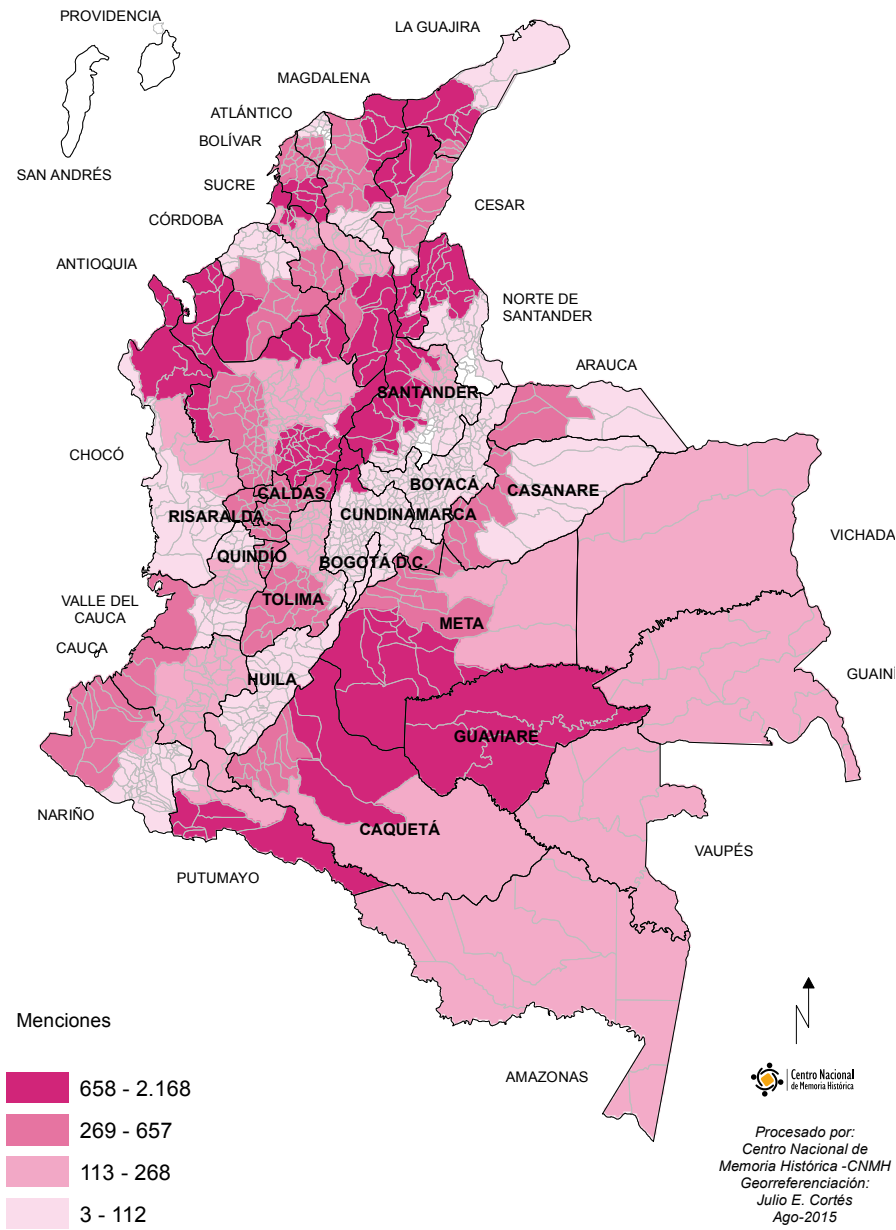 PROVIDENCIA
LA GUAJIRA
MAGDALENA
ATLÁNTICO
BOLÍVAR
SAN ANDRÉS
SUCRE
CESAR
CÓRDOBA
ANTIOQUIA
NORTE DE
SANTANDER
ARAUCA
SANTANDER
CHOCÓ
BOYACÁ
CALDAS
CASANARE
RISARALDA
CUNDINAMARCA
VICHADA
QUINDÍO
BOGOTÁ D.C.
VALLE DEL
CAUCA
TOLIMA
META
CAUCA
HUILA
GUAINÍ
GUAVIARE
NARIÑO
CAQUETÁ
VAUPÉS
PUTUMAYO
AMAZONAS
Menciones
658 - 2.168
269 - 657
113 - 268
3 - 112
N
Centro Nacional
de Memoria Histórica
Procesado por:
Centro Nacional de
Memoria Histórica -CNMH
Georreferenciación:
Julio E. Cortés
Ago-2015